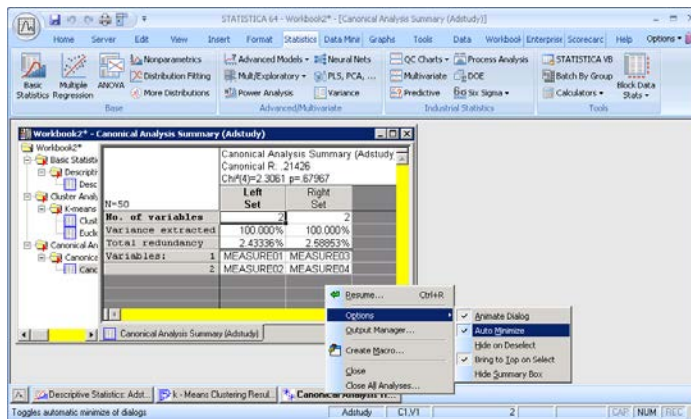 STATISTICA 64 - Workbook2* - [Canonical Analysis Summary (Adstudy)]
Home Server Edit View Insert Format Statistics Data Mine Graphs Tools Data Workbook Enterprise Scorecard Help Options
Basic Statistics
Multiple Regression
ANOVA
Nonparametrics
Distribution Fitting
More Distributions
Base
Advanced Models
Mult/Exploratory
Power Analysis
Neural Nets
PLS, PCA, ...
Variance
Advanced/Multivariate
QC Charts
Multivariate
Predictive
Process Analysis
DOE
Six Sigma
Industrial Statistics
STATISTICA VB
Batch By Group
Calculators
Block Data Stats
Tools
Workbook2* - Canonical Analysis Summary (Adstudy)
Workbook2*
Basic Statisti
Descripti
Desc
Cluster Analy
K-means
Clust
Eucli
Canonical An
Canonica
Cano
Canonical Analysis Summary (Adstudy
Canonical R: .21426
Chi²(4)=2.3061 p=.67967
N=50
Left Set
Right Set
No. of variables 2 2
Variance extracted 100.000% 100.000%
Total redundancy 2.43336% 2.58853%
Variables: 1 MEASURE01 MEASURE03
2 MEASURE02 MEASURE04
Canonical Analysis Summary (Adstudy)
Resume... Ctrl+R
Options
Output Manager...
Create Macro...
Close
Close All Analyses...
Animate Dialog
Auto Minimize
Hide on Deselect
Bring to Top on Select
Hide Summary Box
Descriptive Statistics: Adst...
k - Means Clustering Resul...
Toggles automatic minimize of dialogs
Adstudy C1,V1 2 CAP NUM REC